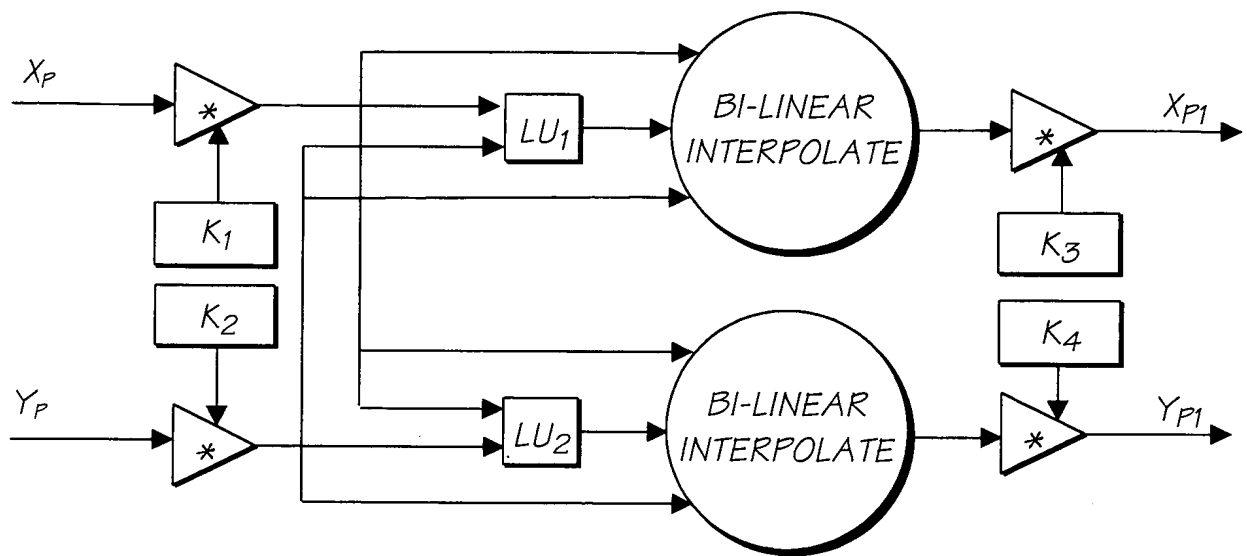 X_P
*
K_1
K_2
Y_P
*
LU_1
LU_2
BI-LINEAR
INTERPOLATE
BI-LINEAR
INTERPOLATE
*
X_P1
K_3
K_4
*
Y_P1